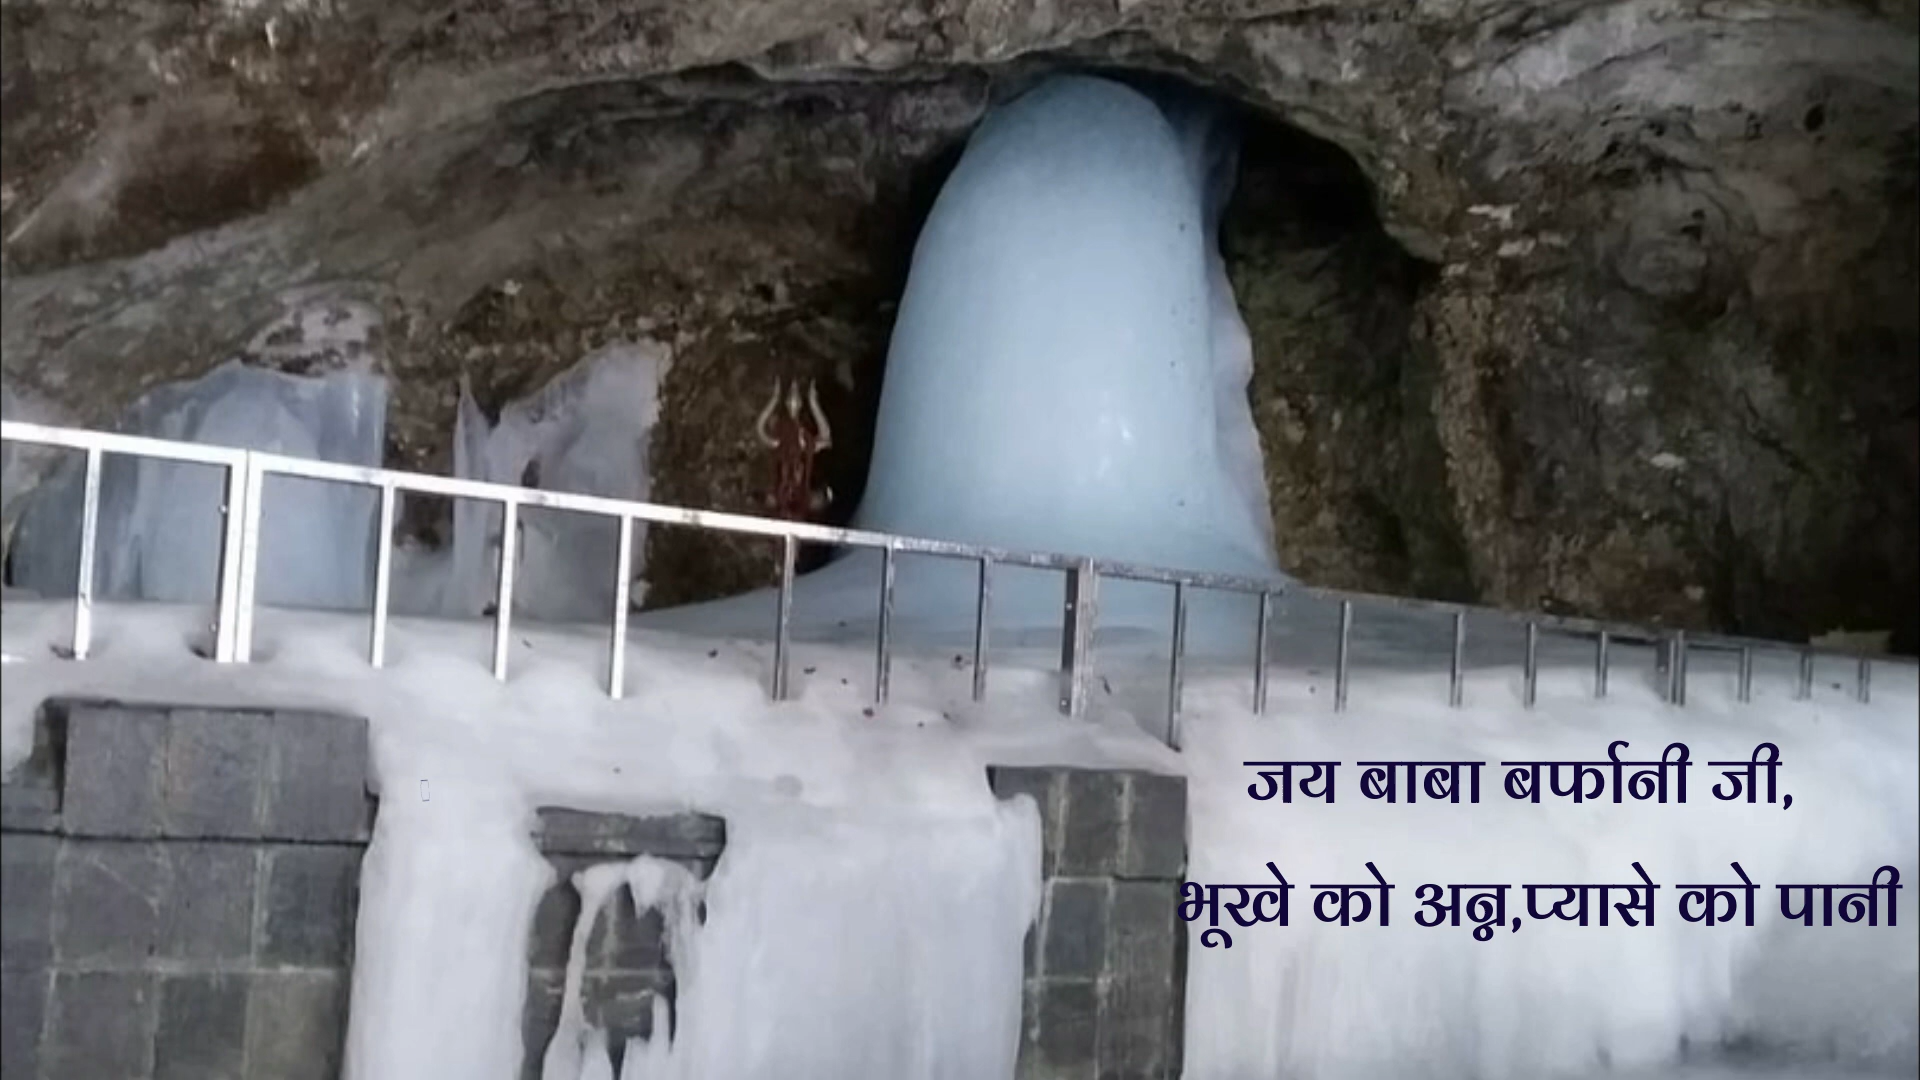 जय बाबा बर्फानी जी,
भूखे को अन्न,प्यासे को पानी